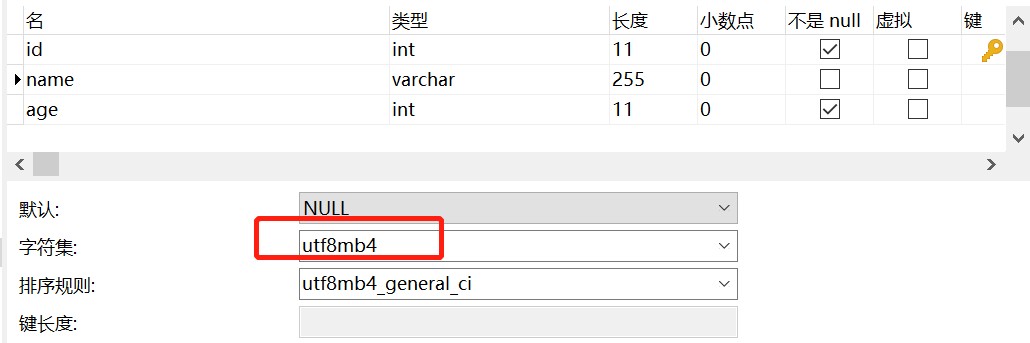 名 类型 长度 小数点 不是 null 虚拟 键
id int 11 0
name varchar 255 0
age int 11 0
默认: NULL
字符集: utf8mb4
排序规则: utf8mb4_general_ci
键长度: